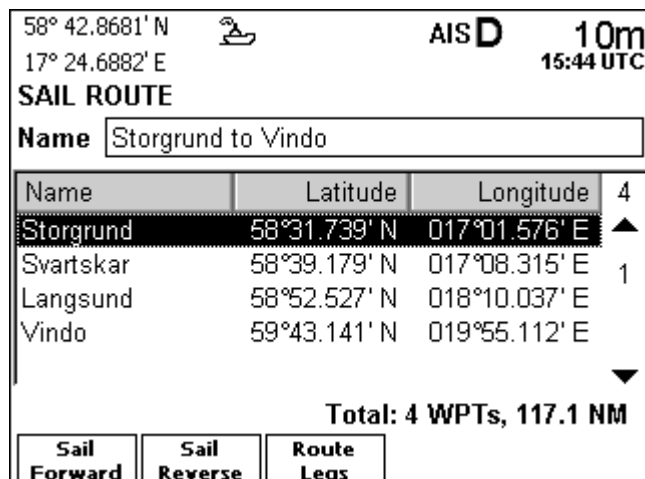 58° 42.8681' N AIS D 10m
17° 24.6882' E 15:44 UTC
SAIL ROUTE
Name Storgrund to Vindo
Name Latitude Longitude 4
Storgrund 58°31.739' N 017°01.576' E
Svartskar 58°39.179' N 017°08.315' E 1
Langsund 58°52.527' N 018°10.037' E
Vindo 59°43.141' N 019°55.112' E
Total: 4 WPTs, 117.1 NM
Sail Sail Route
Forward Reverse Legs